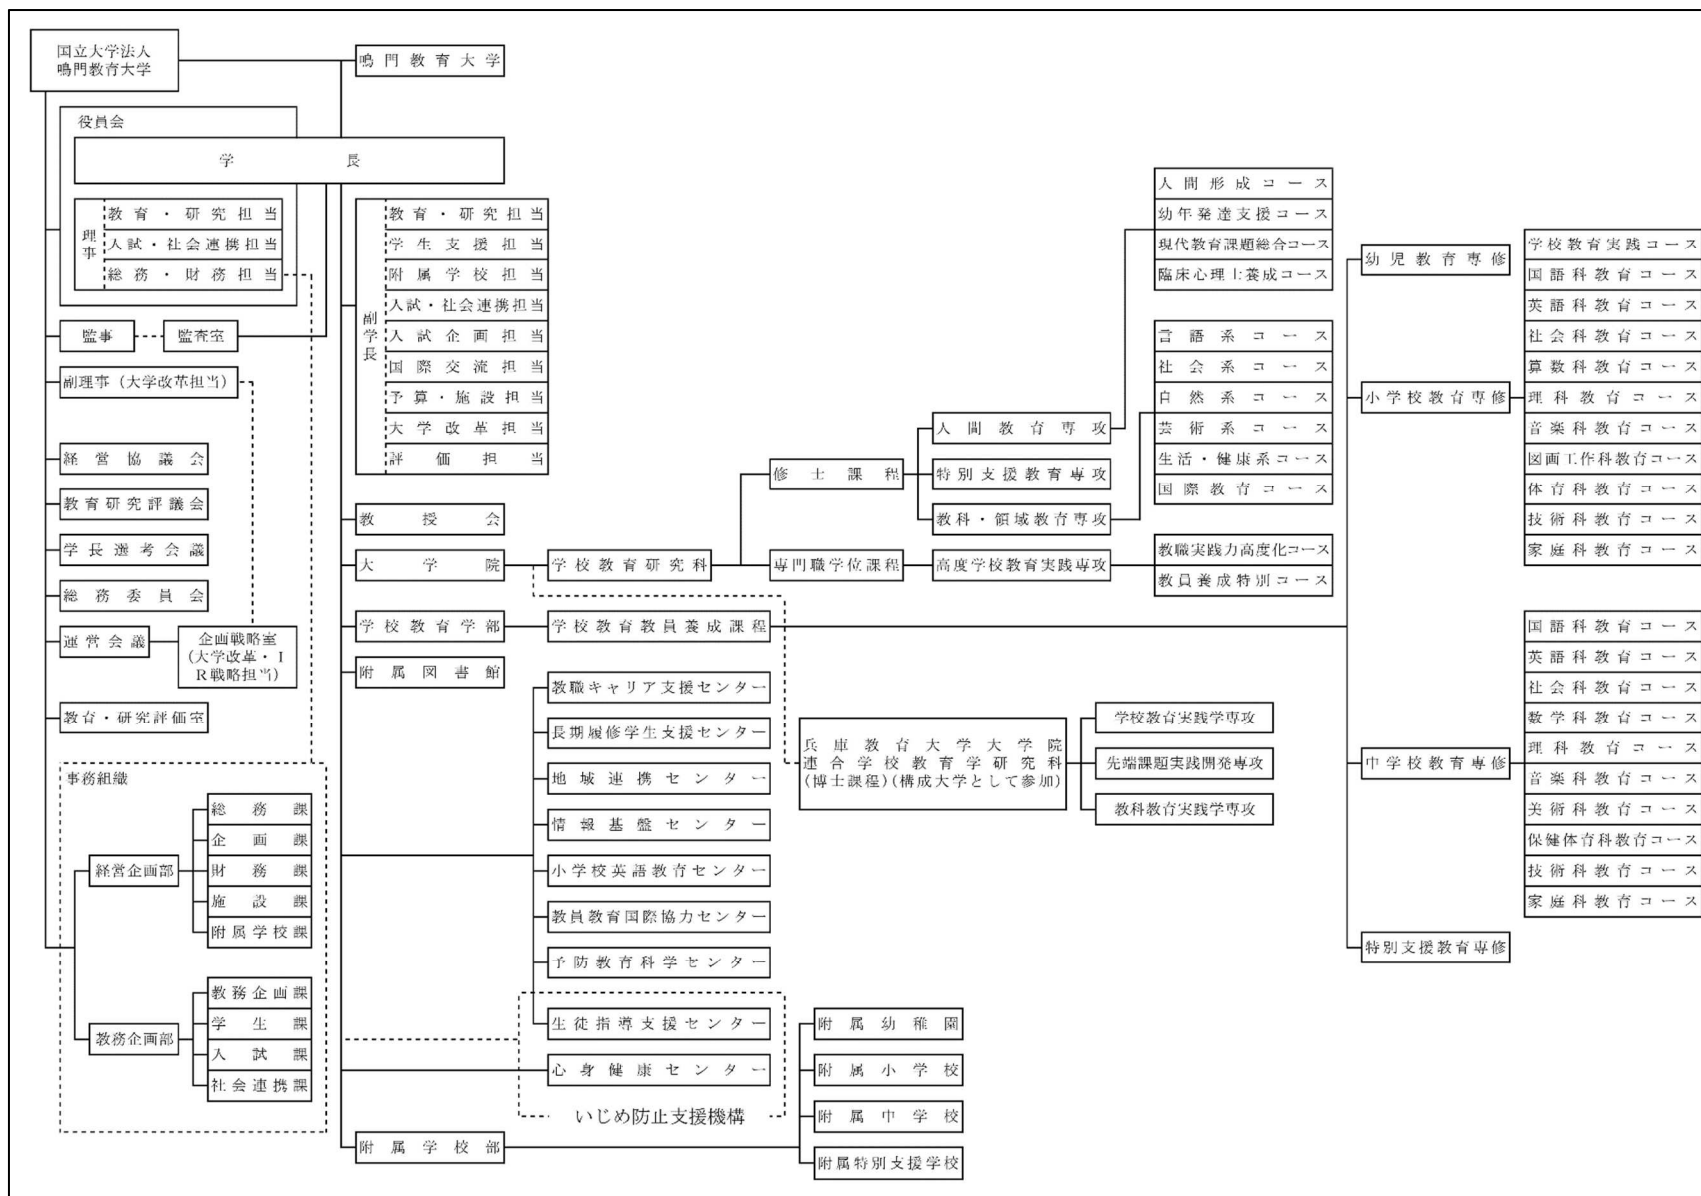 国立大学法人
鳴門教育大学
鳴門教育大学
役員会
学長
理事
教育・研究担当
入試・社会連携担当
総務・財務担当
監事
監査室
副理事(大学改革担当)
経営協議会
教育研究評議会
学長選考会議
総務委員会
運営会議
企画戦略室
(大学改革・I
R戦略担当)
教育・研究評価室
事務組織
経営企画部
総務課
企画課
財務課
施設課
附属学校課
教務企画部
教務企画課
学生課
入試課
社会連携課
副学長
教育・研究担当
学生支援担当
附属学校担当
入試・社会連携担当
入試企画担当
国際交流担当
予算・施設担当
大学改革担当
評価担当
教授会
大学院
学校教育研究科
修士課程
人間教育専攻
人間形成コース
幼年発達支援コース
現代教育課題総合コース
臨床心理士養成コース
特別支援教育専攻
教科・領域教育専攻
言語系コース
社会系コース
自然系コース
芸術系コース
生活・健康系コース
国際教育コース
専門職学位課程
高度学校教育実践専攻
教職実践力高度化コース
教員養成特別コース
学校教育学部
学校教育教員養成課程
幼児教育専修
小学校教育専修
学校教育実践コース
国語科教育コース
英語科教育コース
社会科教育コース
算数科教育コース
理科教育コース
音楽科教育コース
図画工作科教育コース
体育科教育コース
技術科教育コース
家庭科教育コース
中学校教育専修
国語科教育コース
英語科教育コース
社会科教育コース
数学科教育コース
理科教育コース
音楽科教育コース
美術科教育コース
保健体育科教育コース
技術科教育コース
家庭科教育コース
特別支援教育専修
兵庫教育大学大学院
連合学校教育学研究科
(博士課程)(構成大学として参加)
学校教育実践学専攻
先端課題実践開発専攻
教科教育実践学専攻
附属図書館
教職キャリア支援センター
長期履修学生支援センター
地域連携センター
情報基盤センター
小学校英語教育センター
教員教育国際協力センター
予防教育科学センター
生徒指導支援センター
心身健康センター
いじめ防止支援機構
附属学校部
附属幼稚園
附属小学校
附属中学校
附属特別支援学校